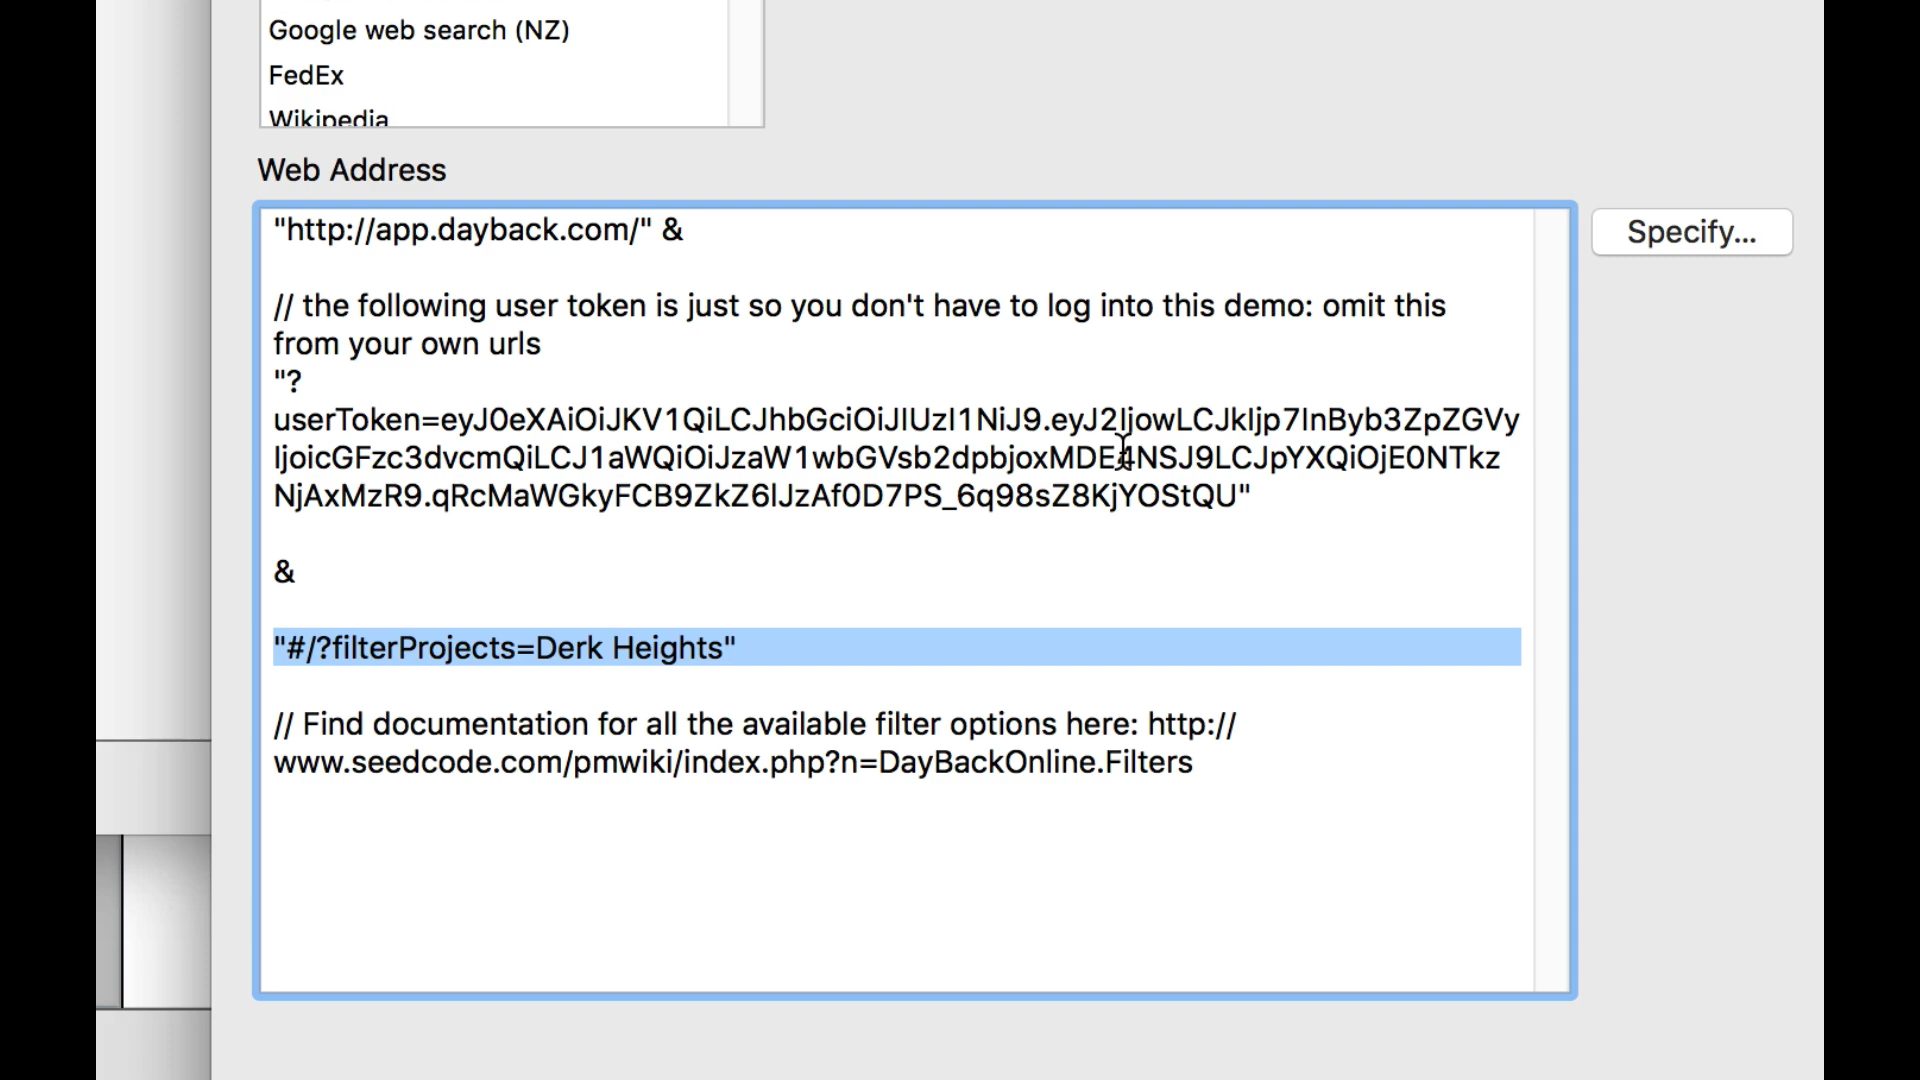 Google web search (NZ)
FedEx
Wikipedia
Web Address
"http://app.dayback.com/" &
Specify...
// the following user token is just so you don't have to log into this demo: omit this
from your own urls
"?
userToken=eyJ0eXAiOiJKV1QiLCJhbGciOiJIUzI1NiJ9.eyJ2IjowLCJkIjp7InByb3ZpZGVy
IjoicGFzc3dvcmQiLCJ1aWQiOiJzaW1wbGVsb2dpbjoxMDE4NSJ9LCJpYXQiOjE0NTkz
NjAxMzR9.qRcMaWGkyFCB9ZkZ6lJzAf0D7PS_6q98sZ8KjYOStQU"
&
"#/?filterProjects=Derk Heights"
// Find documentation for all the available filter options here: http://
www.seedcode.com/pmwiki/index.php?n=DayBackOnline.Filters